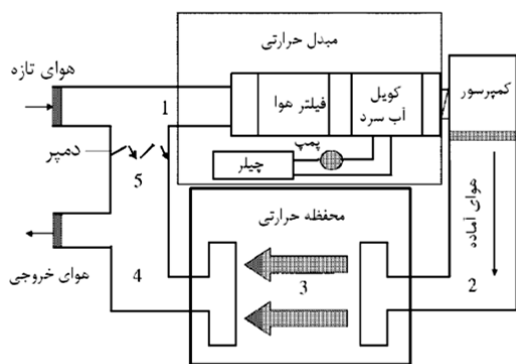 مبدل حرارتی
هوای تازه
کمپرسور
کویل
آب سرد
فیلتر هوا
1
پمپ
چیلر
دمپر
5
محفظه حرارتی
هوای آماده
هوای خروجی
4
3
2